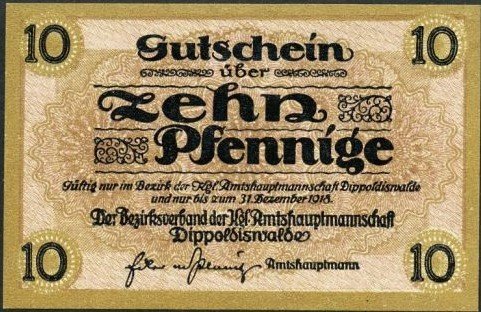 10 Gutschein 10
über
Zehn
Pfennige
Gültig nur im Bezirk der Kgl. Amtshauptmannschaft Dippoldiswalde
und nur bis zum 31. Dezember 1918.
Der Bezirksverband der Kgl. Amtshauptmannschaft
Dippoldiswalde
10 Amtshauptmann 10